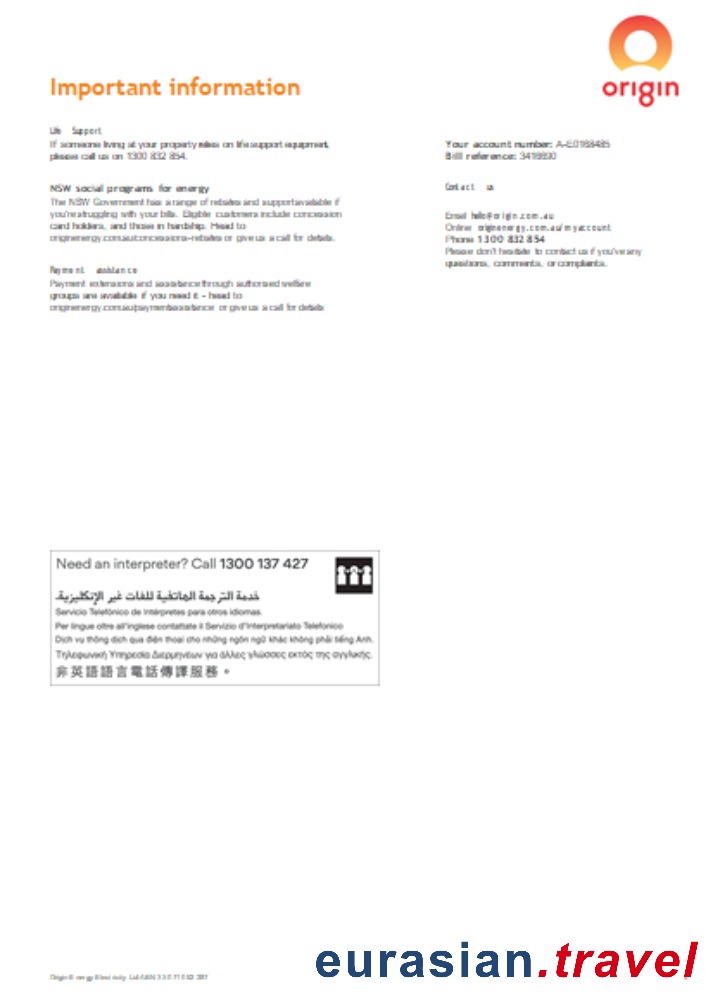 origin
Important information
Life Support
If someone living at your property relies on life support equipment,
please call us on 1300 832 854.
NSW social programs for energy
The NSW Government has a range of rebates and support available if
you're struggling with your bills. Eligible customers include concession
card holders, and those in hardship. Head to
originenergy.com.au/concessions-rebates or give us a call for details.
Payment assistance
Payment extensions and assistance through authorised welfare
groups are available if you need it - head to
originenergy.com.au/paymentassistance or give us a call for details
Your account number: A-E0168485
Bill reference:
Contact us
Email hello@origin.com.au
Online originenergy.com.au/myaccount
Phone 1300 832 854
Please don't hesitate to contact us if you've any
questions, comments, or complaints.
Need an interpreter? Call 1300 137 427
خدمة الترجمة الهاتفية للغات غير الإنكليزية.
Servicio Telefónico de Intérpretes para otros idiomas.
Per lingue oltre all'inglese contattate il Servizio d'Interpretariato Telefonico
Dịch vụ thông dịch qua điện thoại cho những ngôn ngữ khác không phải tiếng Anh.
Τηλεφωνική Υπηρεσία Διερμηνέων για άλλες γλώσσες εκτός της αγγλικής.
非英語語言電話傳譯服務。
Origin Energy Electricity Ltd ABN 33 071 052 287
eurasian.travel